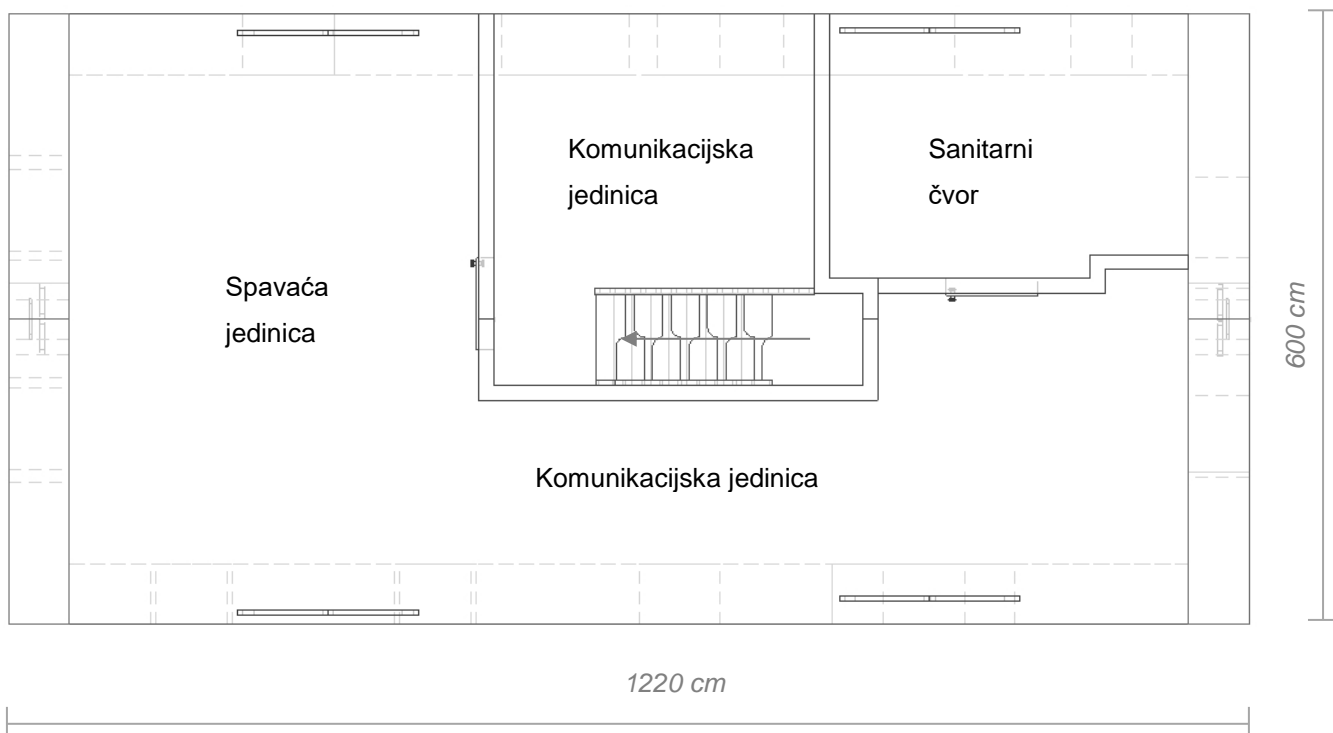 Komunikacijska
jedinica
Sanitarni
čvor
Spavaća
jedinica
Komunikacijska jedinica
600 cm
1220 cm